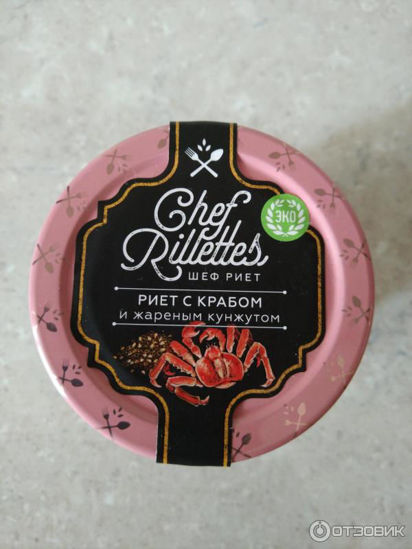 Chef
Rillettes
ЭКО
ШЕФ РИЕТ
РИЕТ С КРАБОМ
и жареным кунжутом
ОТЗОВИК